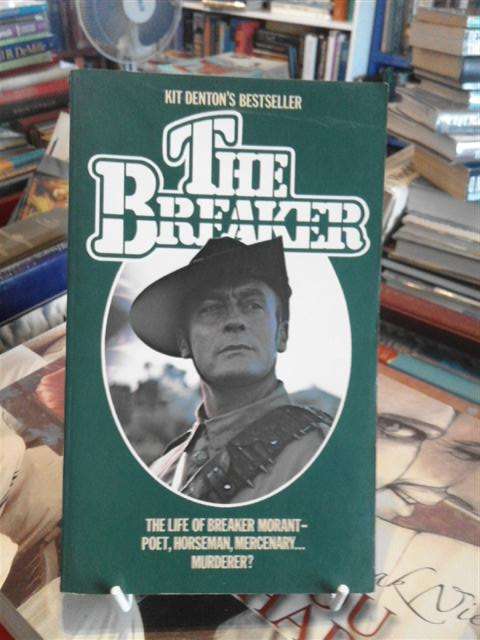 KIT DENTON'S BESTSELLER
THE
BREAKER
THE LIFE OF BREAKER MORANT–
POET, HORSEMAN, MERCENARY...
MURDERER?